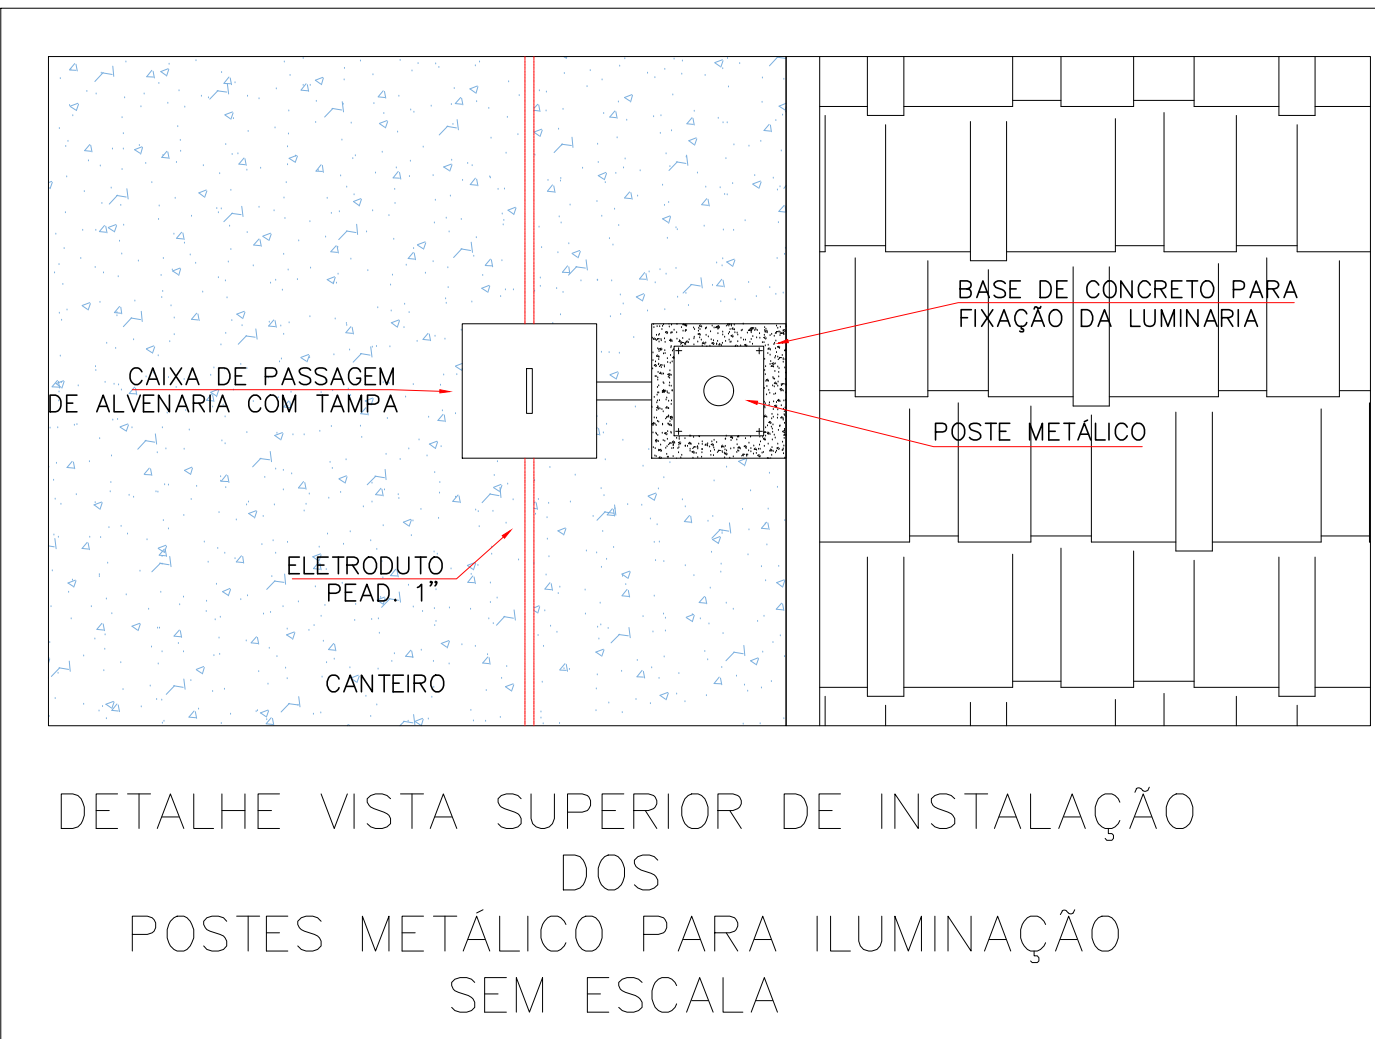 BASE DE CONCRETO PARA
FIXAÇÃO DA LUMINARIA
CAIXA DE PASSAGEM
DE ALVENARIA COM TAMPA
POSTE METÁLICO
ELETRODUTO
PEAD. 1”
CANTEIRO
DETALHE VISTA SUPERIOR DE INSTALAÇÃO
DOS
POSTES METÁLICO PARA ILUMINAÇÃO
SEM ESCALA